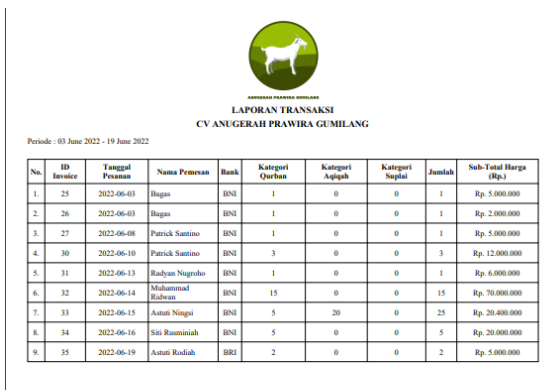 ANUGERAH PRAWIRA GUMILANG
LAPORAN TRANSAKSI
CV ANUGERAH PRAWIRA GUMILANG
Periode : 03 June 2022 - 19 June 2022
No. ID Invoice Tanggal Pesanan Nama Pemesan Bank Kategori Qurban Kategori Aqiqah Kategori Suplai Jumlah Sub-Total Harga (Rp.)
1. 25 2022-06-03 Bagas BNI 1 0 0 1 Rp. 5.000.000
2. 26 2022-06-03 Bagas BNI 1 0 0 1 Rp. 2.000.000
3. 27 2022-06-08 Patrick Santino BNI 1 0 0 1 Rp. 5.000.000
4. 30 2022-06-10 Patrick Santino BNI 3 0 0 3 Rp. 12.000.000
5. 31 2022-06-13 Radyan Nugroho BNI 1 0 0 1 Rp. 6.000.000
6. 32 2022-06-14 Muhammad Ridwan BNI 15 0 0 15 Rp. 70.000.000
7. 33 2022-06-15 Astuti Ningsi BNI 5 20 0 25 Rp. 20.400.000
8. 34 2022-06-16 Siti Rusminiah BNI 5 0 0 5 Rp. 20.000.000
9. 35 2022-06-19 Astuti Rodiah BRI 2 0 0 2 Rp. 5.000.000